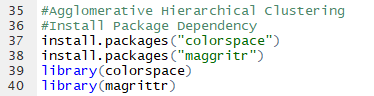 35 #Agglomerative Hierarchical Clustering
36 #Install Package Dependency
37 install.packages("colorspace")
38 install.packages("maggritr")
39 library(colorspace)
40 library(magrittr)